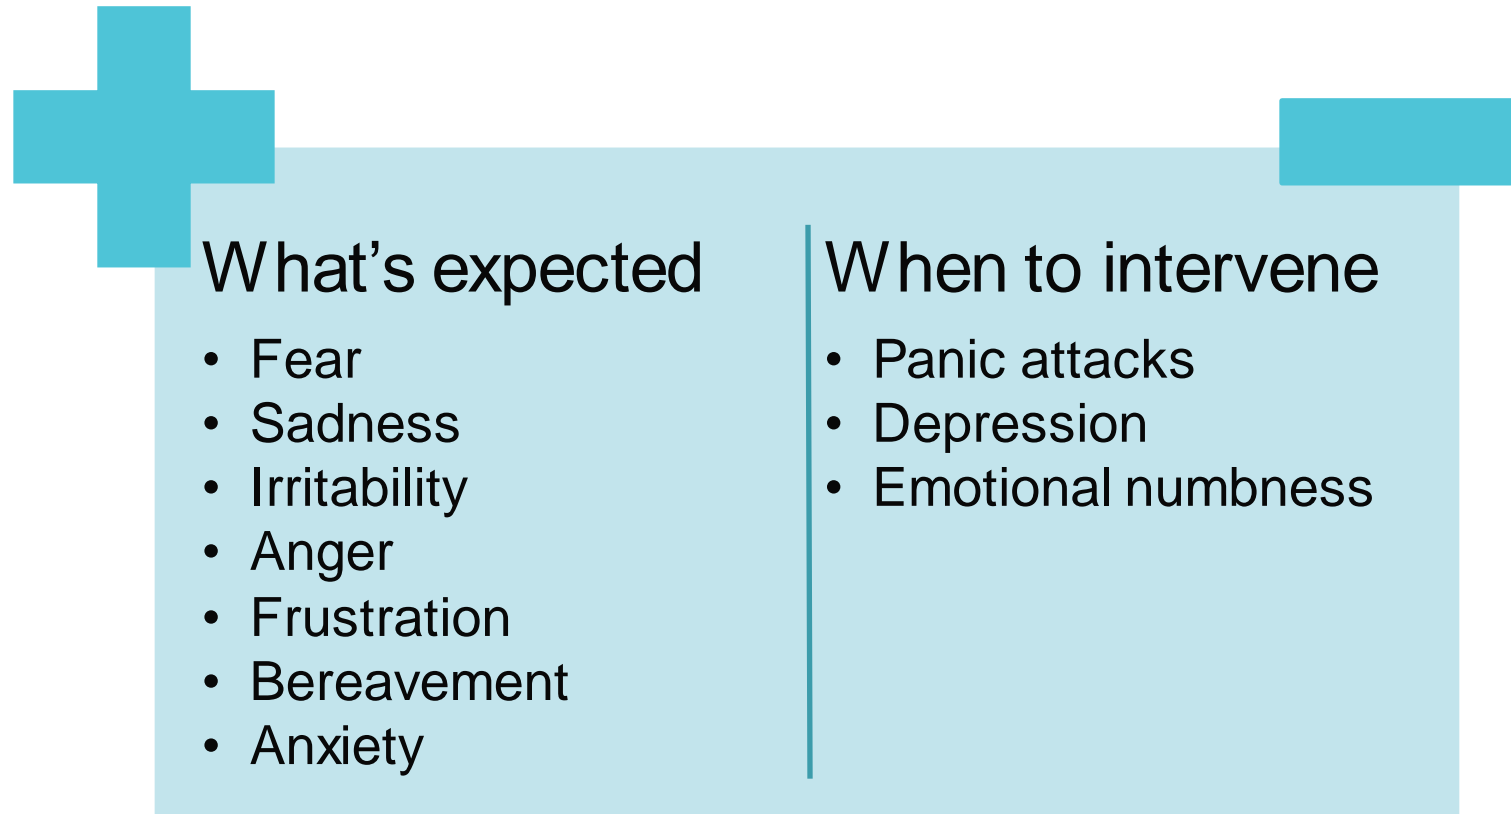 What’s expected
• Fear
• Sadness
• Irritability
• Anger
• Frustration
• Bereavement
• Anxiety
When to intervene
• Panic attacks
• Depression
• Emotional numbness